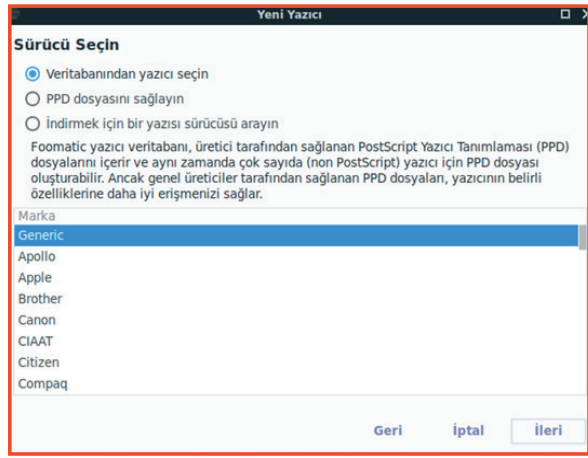 Yeni Yazıcı
Sürücü Seçin
Veritabanından yazıcı seçin
PPD dosyasını sağlayın
İndirmek için bir yazısı sürücüsü arayın
Foomatic yazıcı veritabanı, üretici tarafından sağlanan PostScript Yazıcı Tanımlaması (PPD)
dosyalarını içerir ve aynı zamanda çok sayıda (non PostScript) yazıcı için PPD dosyası
oluşturabilir. Ancak genel üreticiler tarafından sağlanan PPD dosyaları, yazıcının belirli
özelliklerine daha iyi erişmenizi sağlar.
Marka
Generic
Apollo
Apple
Brother
Canon
CIAAT
Citizen
Compaq
Geri İptal İleri